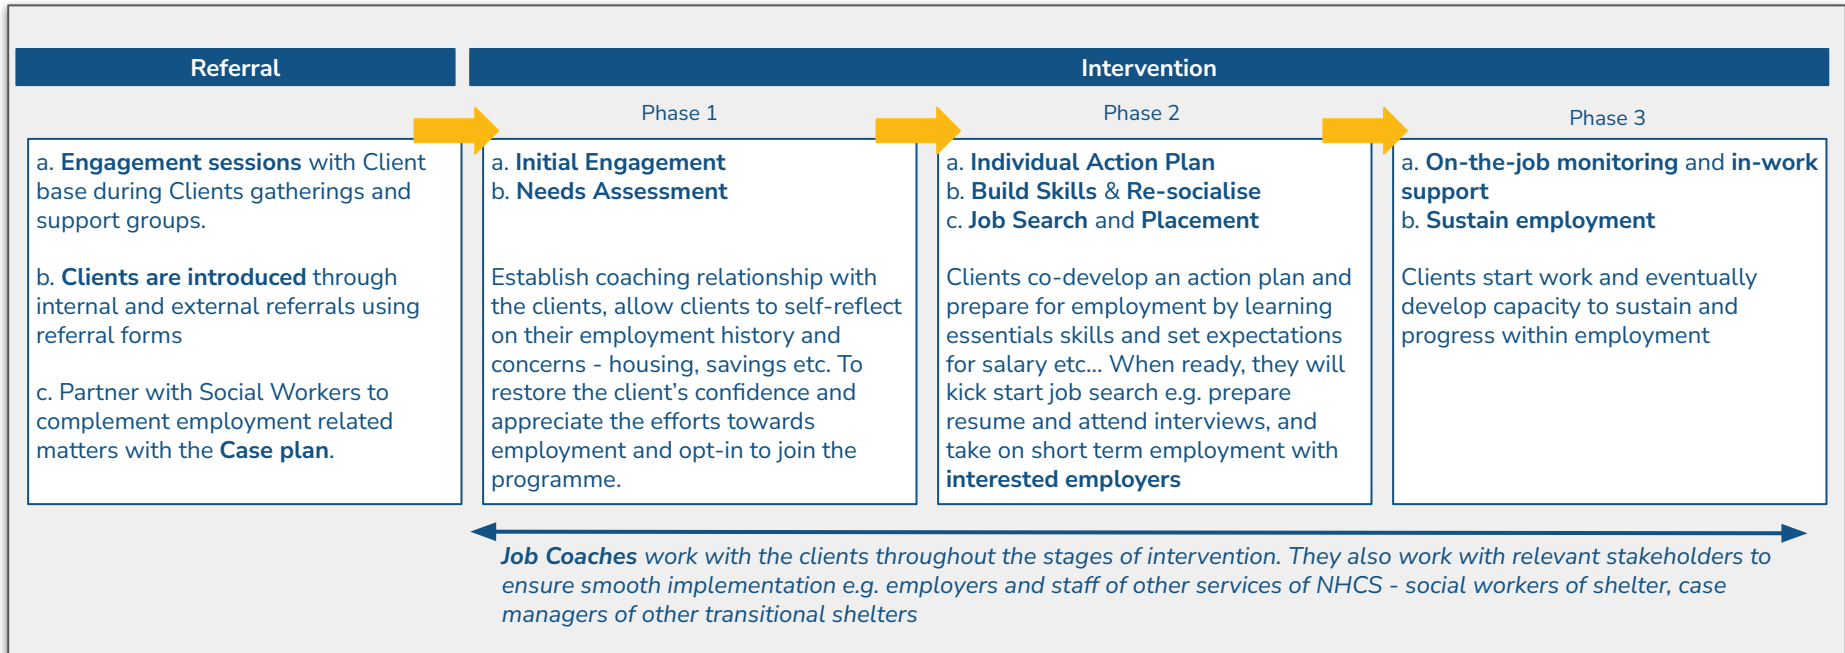 Referral
Intervention
Phase 1
Phase 2
Phase 3
a. Engagement sessions with Client
base during Clients gatherings and
support groups.
b. Clients are introduced through
internal and external referrals using
referral forms
c. Partner with Social Workers to
complement employment related
matters with the Case plan.
a. Initial Engagement
b. Needs Assessment
Establish coaching relationship with
the clients, allow clients to self-reflect
on their employment history and
concerns - housing, savings etc. To
restore the client's confidence and
appreciate the efforts towards
employment and opt-in to join the
programme.
a. Individual Action Plan
b. Build Skills & Re-socialise
c. Job Search and Placement
Clients co-develop an action plan and
prepare for employment by learning
essentials skills and set expectations
for salary etc... When ready, they will
kick start job search e.g. prepare
resume and attend interviews, and
take on short term employment with
interested employers
a. On-the-job monitoring and in-work
support
b. Sustain employment
Clients start work and eventually
develop capacity to sustain and
progress within employment
Job Coaches work with the clients throughout the stages of intervention. They also work with relevant stakeholders to
ensure smooth implementation e.g. employers and staff of other services of NHCS - social workers of shelter, case
managers of other transitional shelters